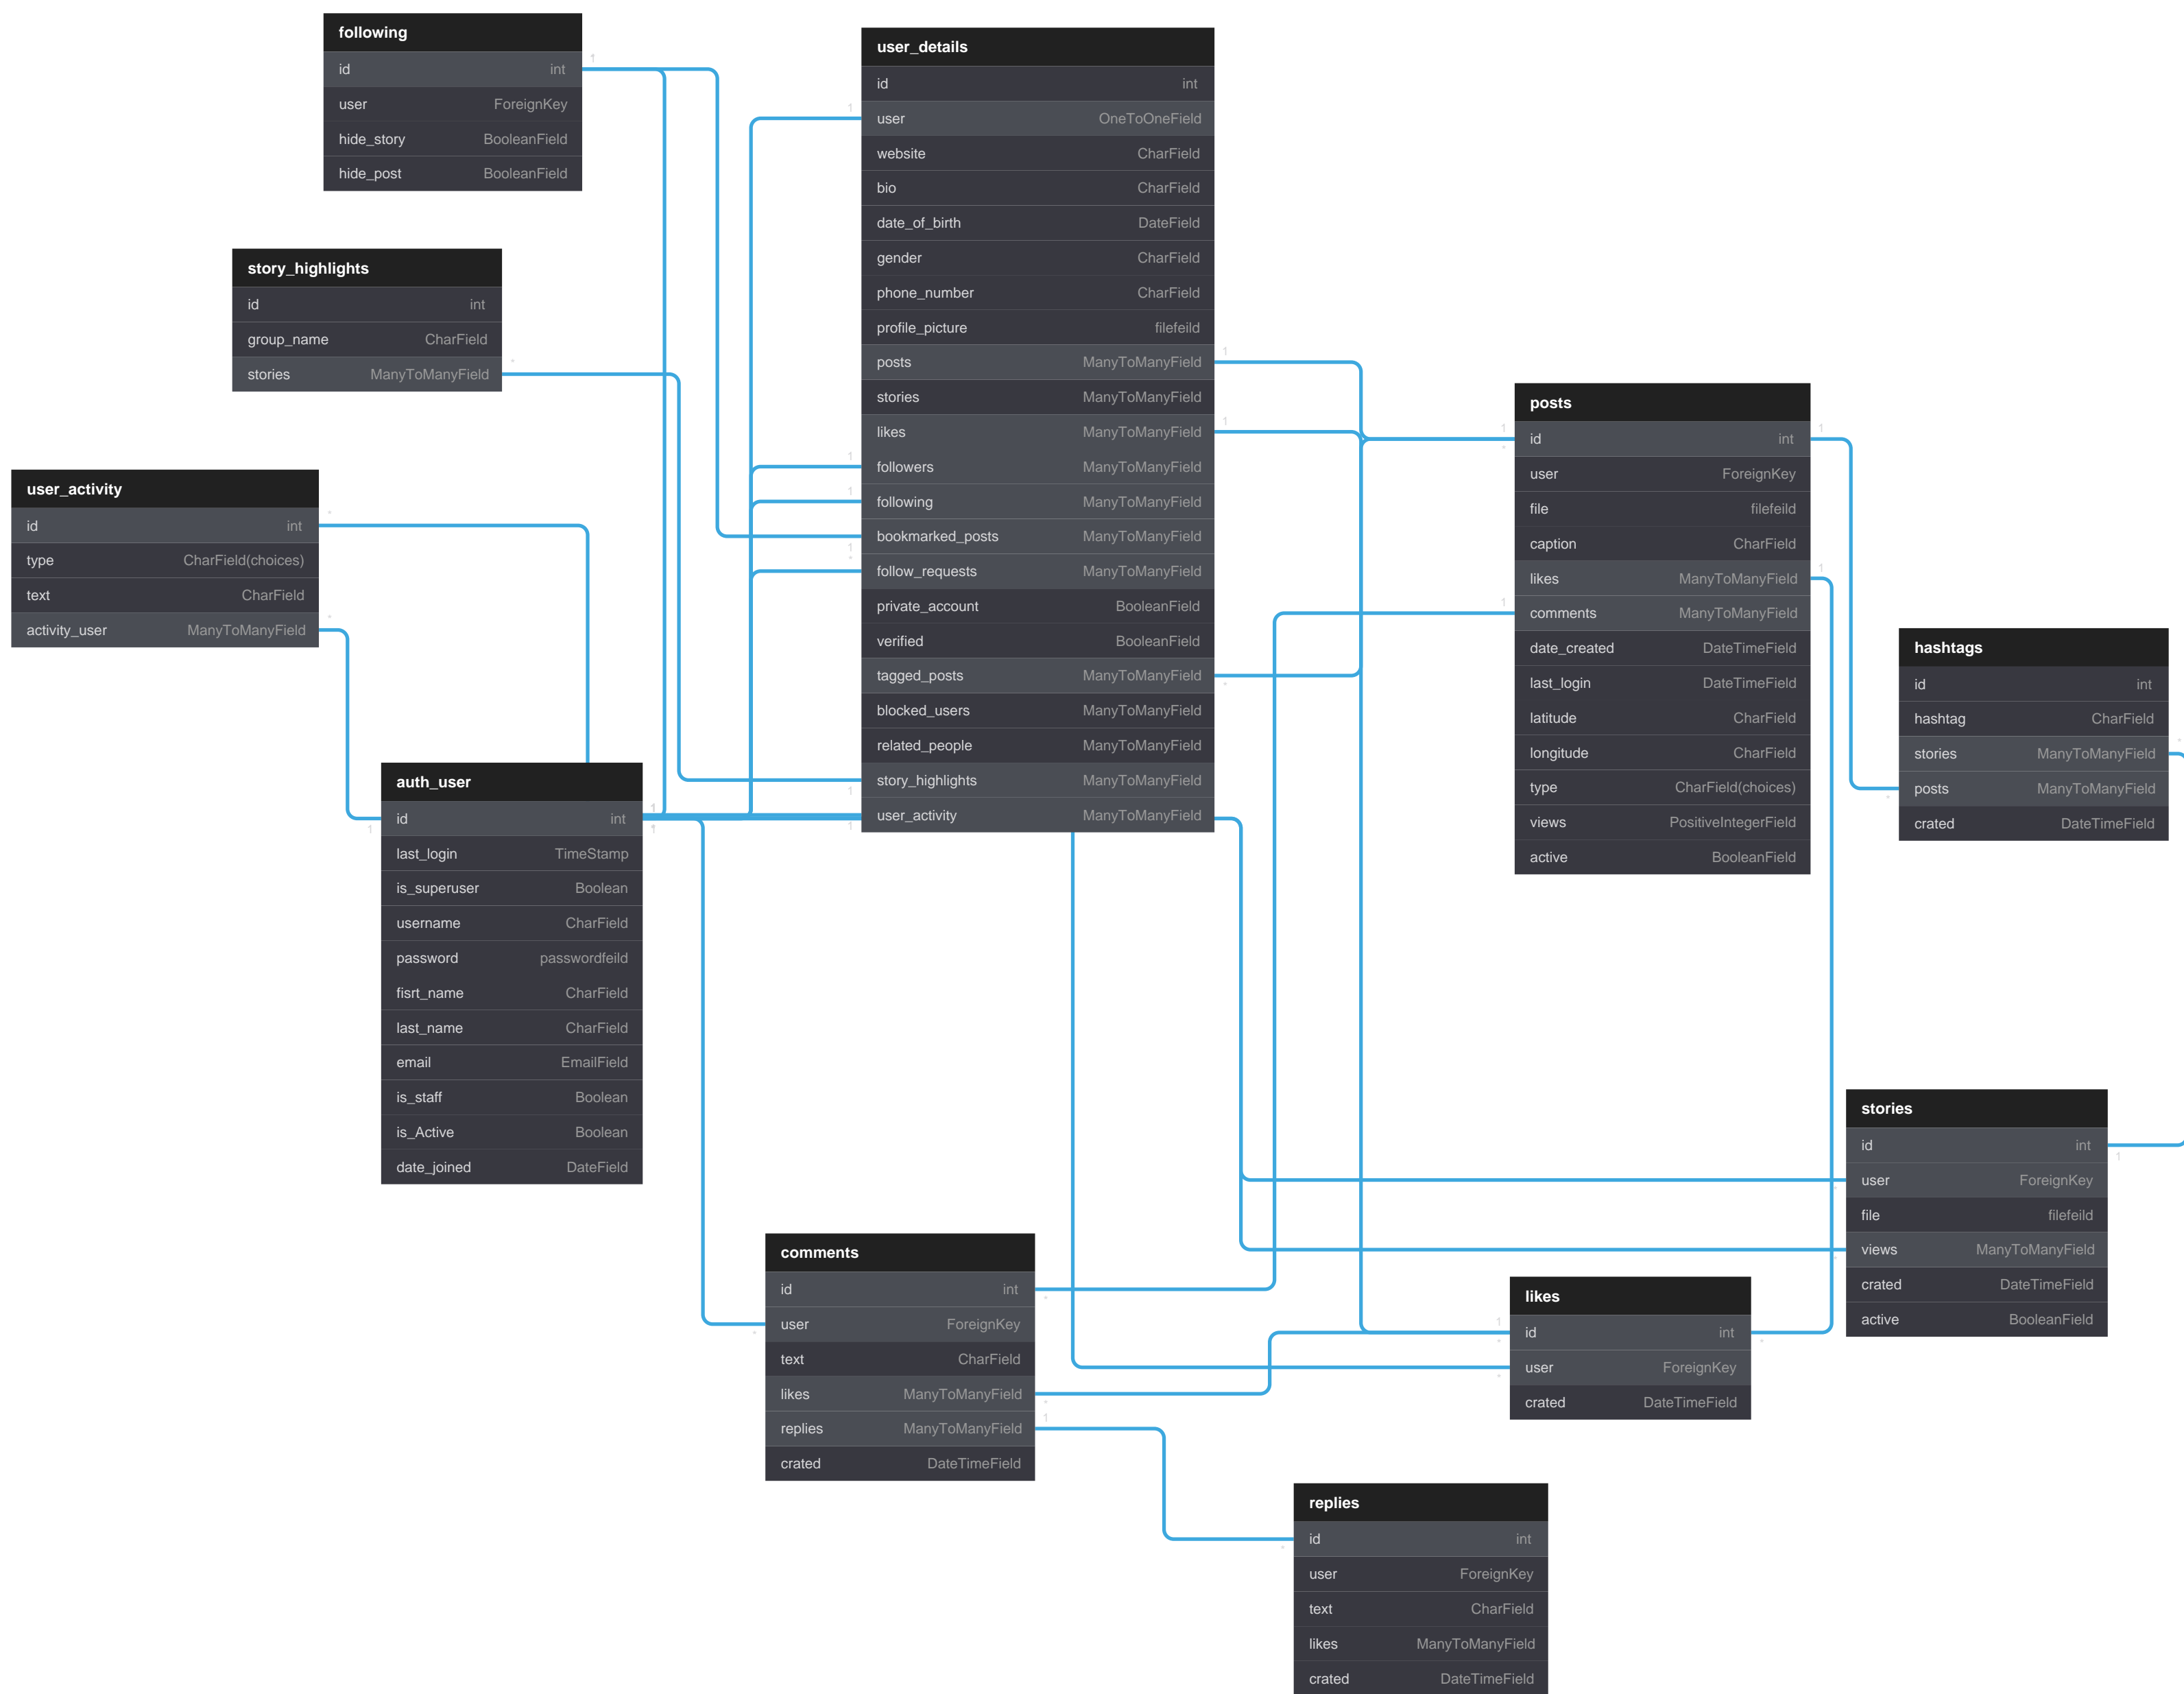 following
id int
user ForeignKey
hide_story BooleanField
hide_post BooleanField
story_highlights
id int
group_name CharField
stories ManyToManyField
user_activity
id int
type CharField(choices)
text CharField
activity_user ManyToManyField
auth_user
id int
last_login TimeStamp
is_superuser Boolean
username CharField
password passwordfeild
fisrt_name CharField
last_name CharField
email EmailField
is_staff Boolean
is_Active Boolean
date_joined DateField
user_details
id int
user OneToOneField
website CharField
bio CharField
date_of_birth DateField
gender CharField
phone_number CharField
profile_picture filefeild
posts ManyToManyField
stories ManyToManyField
likes ManyToManyField
followers ManyToManyField
following ManyToManyField
bookmarked_posts ManyToManyField
follow_requests ManyToManyField
private_account BooleanField
verified BooleanField
tagged_posts ManyToManyField
blocked_users ManyToManyField
related_people ManyToManyField
story_highlights ManyToManyField
user_activity ManyToManyField
comments
id int
user ForeignKey
text CharField
likes ManyToManyField
replies ManyToManyField
crated DateTimeField
posts
id int
user ForeignKey
file filefeild
caption CharField
likes ManyToManyField
comments ManyToManyField
date_created DateTimeField
last_login DateTimeField
latitude CharField
longitude CharField
type CharField(choices)
views PositiveIntegerField
active BooleanField
hashtags
id int
hashtag CharField
stories ManyToManyField
posts ManyToManyField
crated DateTimeField
stories
id int
user ForeignKey
file filefeild
views ManyToManyField
crated DateTimeField
active BooleanField
likes
id int
user ForeignKey
crated DateTimeField
replies
id int
user ForeignKey
text CharField
likes ManyToManyField
crated DateTimeField